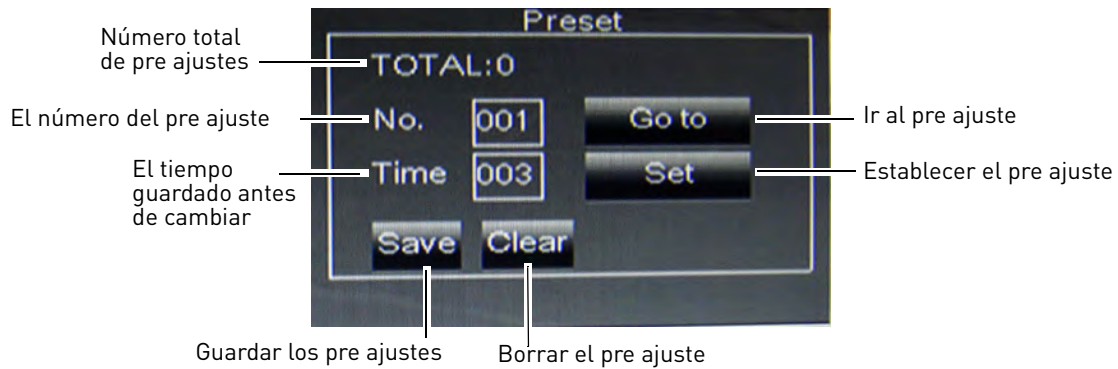 Preset
Número total
de pre ajustes
TOTAL:0
El número del pre ajuste
No. 001 Go to
Ir al pre ajuste
El tiempo
guardado antes
de cambiar
Time 003 Set
Establecer el pre ajuste
Save Clear
Guardar los pre ajustes
Borrar el pre ajuste